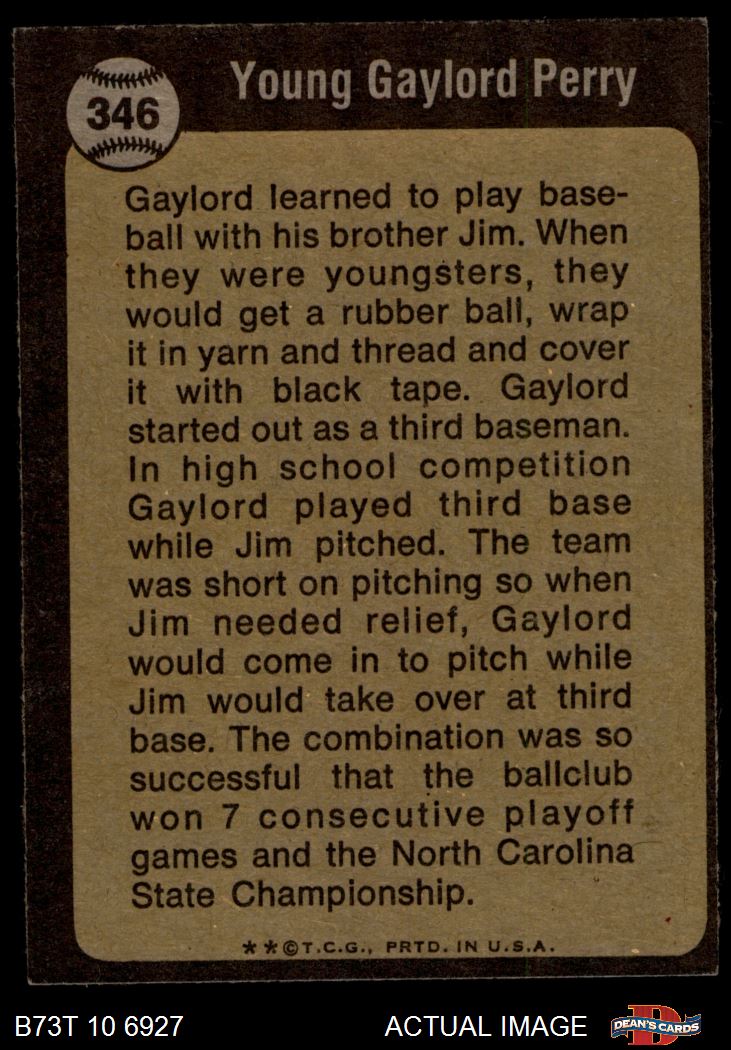 Young Gaylord Perry
346
Gaylord learned to play base-
ball with his brother Jim. When
they were youngsters, they
would get a rubber ball, wrap
it in yarn and thread and cover
it with black tape. Gaylord
started out as a third baseman.
In high school competition
Gaylord played third base
while Jim pitched. The team
was short on pitching so when
Jim needed relief, Gaylord
would come in to pitch while
Jim would take over at third
base. The combination was so
successful that the ballclub
won 7 consecutive playoff
games and the North Carolina
State Championship.
**©T.C.G., PRTD. IN U.S.A.
B73T 10 6927 ACTUAL IMAGE D DEAN'S CARDS